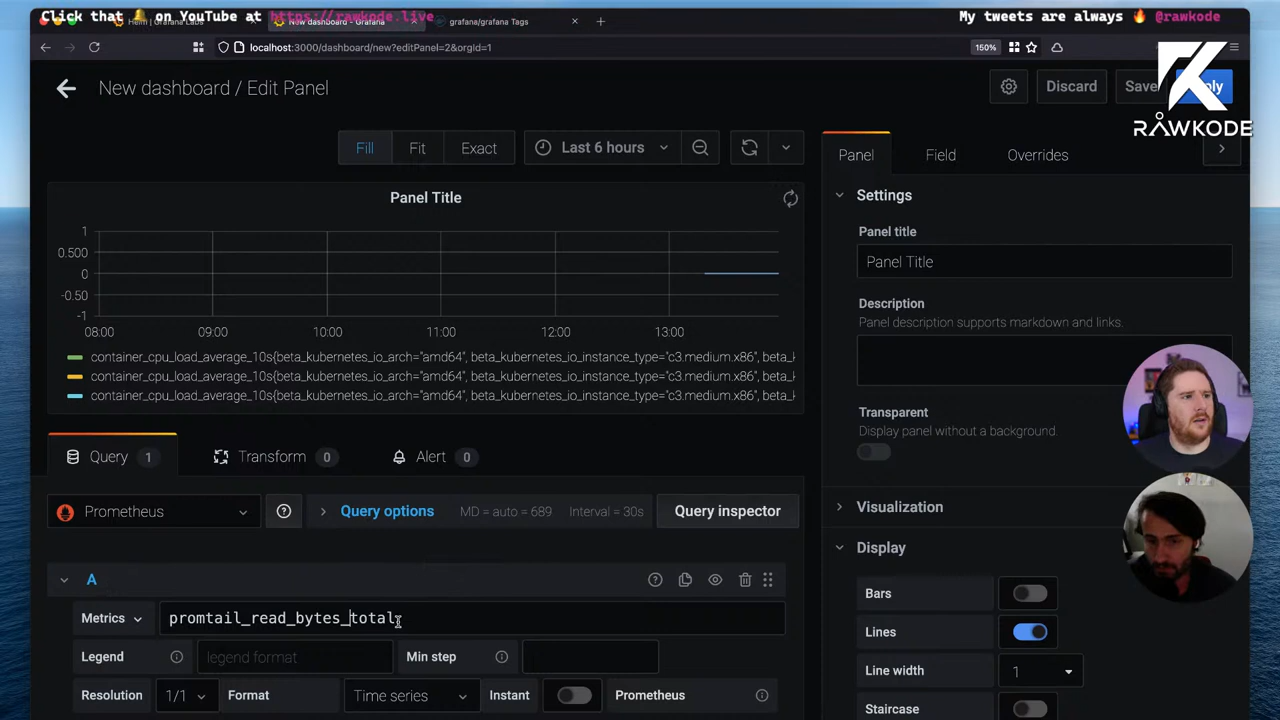 Click that 🔔 on YouTube at https://rawkode.live
My tweets are always 🔥 @rawkode
New dashboard - Grafana
grafana/grafana Tags
localhost:3000/dashboard/new?editPanel=2&orgId=1
150%
New dashboard / Edit Panel
Discard
Save
RAWKODE
Fill
Fit
Exact
Last 6 hours
Panel
Field
Overrides
Panel Title
1
0.500
0
-0.50
-1
08:00
09:00
10:00
11:00
12:00
13:00
container_cpu_load_average_10s{beta_kubernetes_io_arch="amd64", beta_kubernetes_io_instance_type="c3.medium.x86", beta_k
container_cpu_load_average_10s{beta_kubernetes_io_arch="amd64", beta_kubernetes_io_instance_type="c3.medium.x86", beta_k
container_cpu_load_average_10s{beta_kubernetes_io_arch="amd64", beta_kubernetes_io_instance_type="c3.medium.x86", beta_k
Settings
Panel title
Panel Title
Description
Panel description supports markdown and links.
Transparent
Display panel without a background.
Visualization
Display
Bars
Lines
Line width
1
Staircase
Query
1
Transform
0
Alert
0
Prometheus
Query options
MD = auto = 689
Interval = 30s
Query inspector
A
Metrics
promtail_read_bytes_total
Legend
legend format
Min step
Resolution
1/1
Format
Time series
Instant
Prometheus